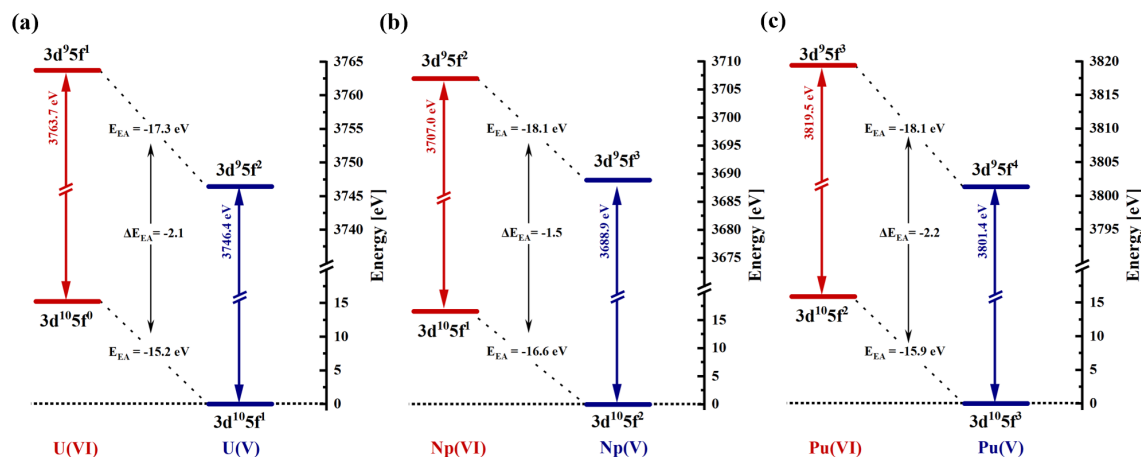 (a)
3d⁹5f¹
3763.7 eV
E_EA = -17.3 eV
3d⁹5f²
3746.4 eV
ΔE_EA= -2.1
3d¹⁰5f⁰
E_EA = -15.2 eV
3d¹⁰5f¹
U(VI)
U(V)
3765
3760
3755
3750
3745
3740
15
10
5
0
Energy [eV]
(b)
3d⁹5f²
3707.0 eV
E_EA = -18.1 eV
3d⁹5f³
3688.9 eV
ΔE_EA= -1.5
3d¹⁰5f¹
E_EA = -16.6 eV
3d¹⁰5f²
Np(VI)
Np(V)
3710
3705
3700
3695
3690
3685
3680
3675
15
10
5
0
Energy [eV]
(c)
3d⁹5f³
3819.5 eV
E_EA = -18.1 eV
3d⁹5f⁴
3801.4 eV
ΔE_EA= -2.2
3d¹⁰5f²
E_EA = -15.9 eV
3d¹⁰5f³
Pu(VI)
Pu(V)
3820
3815
3810
3805
3800
3795
15
10
5
0
Energy [eV]